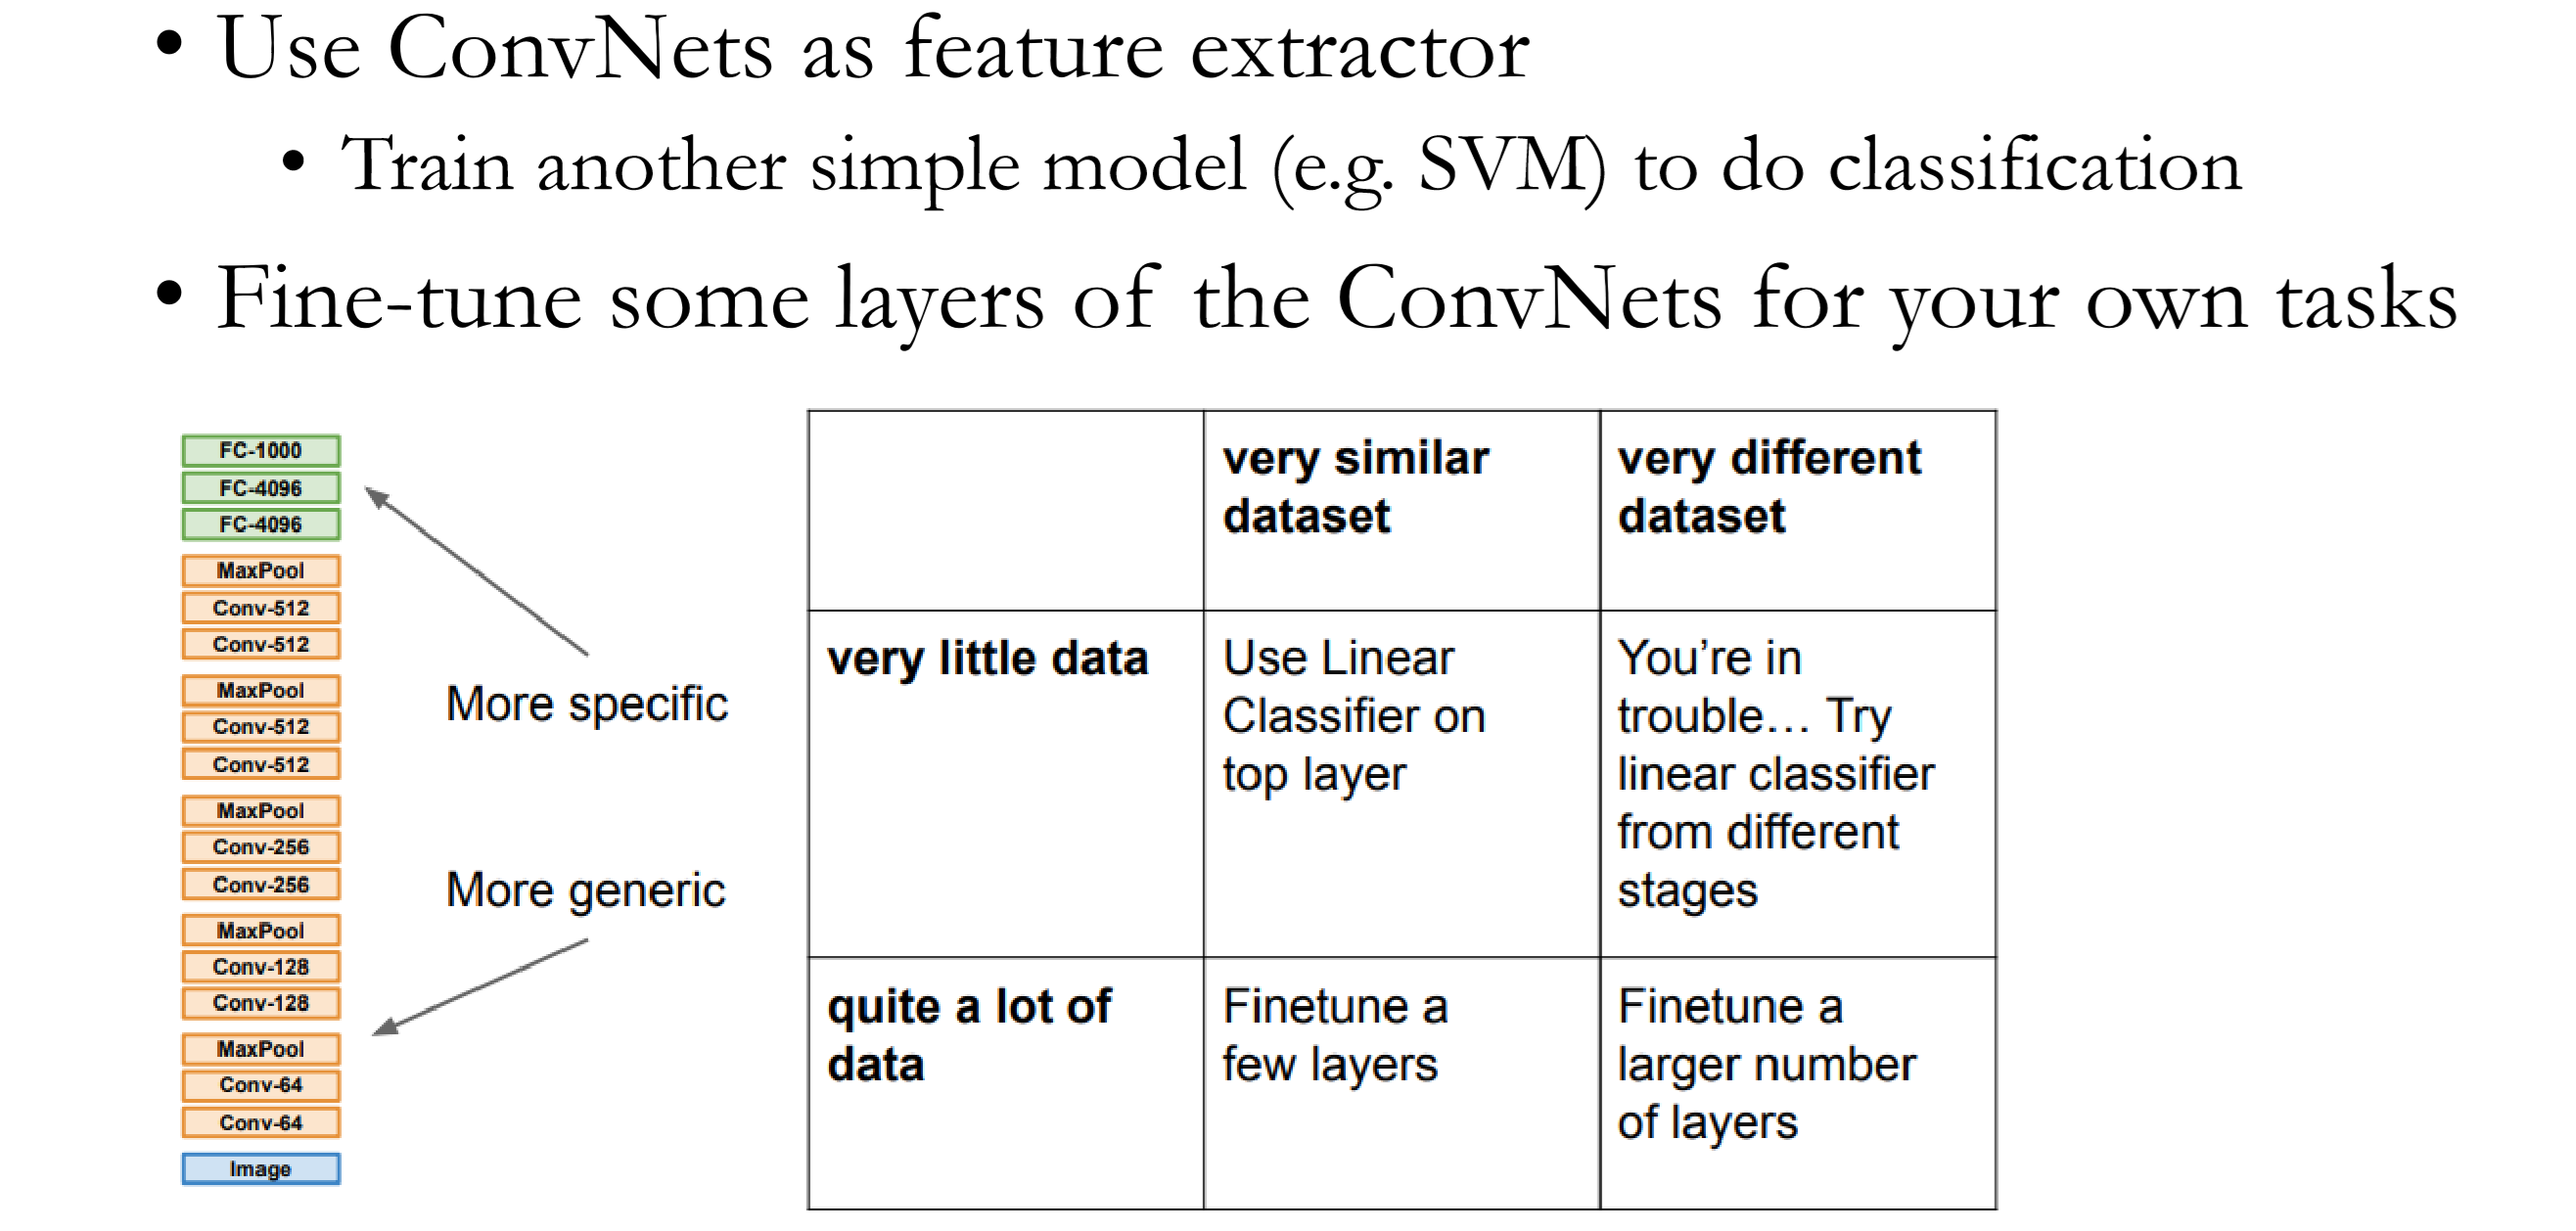 • Use ConvNets as feature extractor
• Train another simple model (e.g. SVM) to do classification
• Fine-tune some layers of the ConvNets for your own tasks
FC-1000
FC-4096
FC-4096
MaxPool
Conv-512
Conv-512
MaxPool
Conv-512
Conv-512
MaxPool
Conv-256
Conv-256
MaxPool
Conv-128
Conv-128
MaxPool
Conv-64
Conv-64
Image
More specific
More generic
very similar
dataset
very different
dataset
very little data
Use Linear
Classifier on
top layer
You’re in
trouble… Try
linear classifier
from different
stages
quite a lot of
data
Finetune a
few layers
Finetune a
larger number
of layers